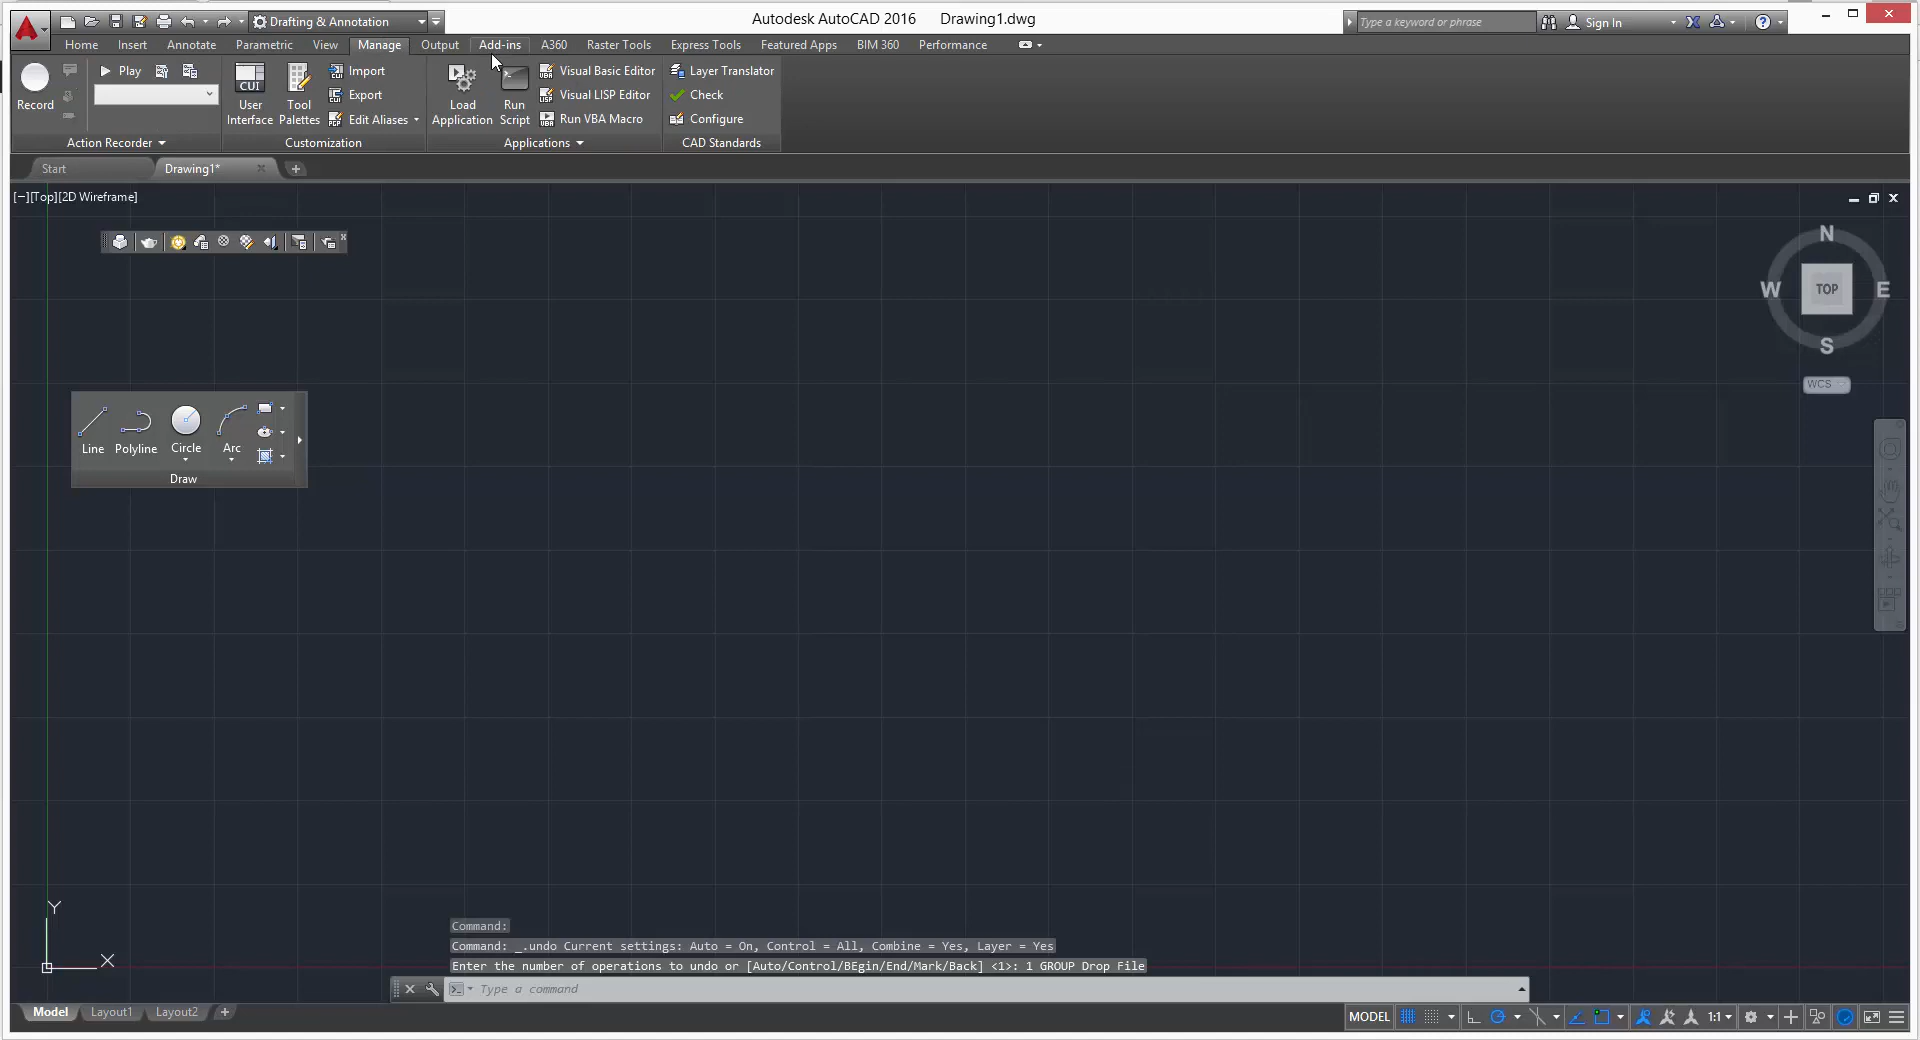 Drafting & Annotation
Autodesk AutoCAD 2016 Drawing1.dwg
Type a keyword or phrase
Sign In
Home Insert Annotate Parametric View Manage Output Add-ins A360 Raster Tools Express Tools Featured Apps BIM 360 Performance
Record
Play
CUI
User
Interface
Tool
Palettes
Import
Export
Edit Aliases
Load
Application
Run
Script
Visual Basic Editor
Visual LISP Editor
Run VBA Macro
Layer Translator
Check
Configure
Action Recorder
Customization
Applications
CAD Standards
Start
Drawing1*
[−][Top][2D Wireframe]
N
W
TOP
E
S
WCS
Line
Polyline
Circle
Arc
Draw
Y
X
Command:
Command: _.undo Current settings: Auto = On, Control = All, Combine = Yes, Layer = Yes
Enter the number of operations to undo or [Auto/Control/BEgin/End/Mark/Back] <1>: 1 GROUP Drop File
Type a command
Model Layout1 Layout2
MODEL
1:1